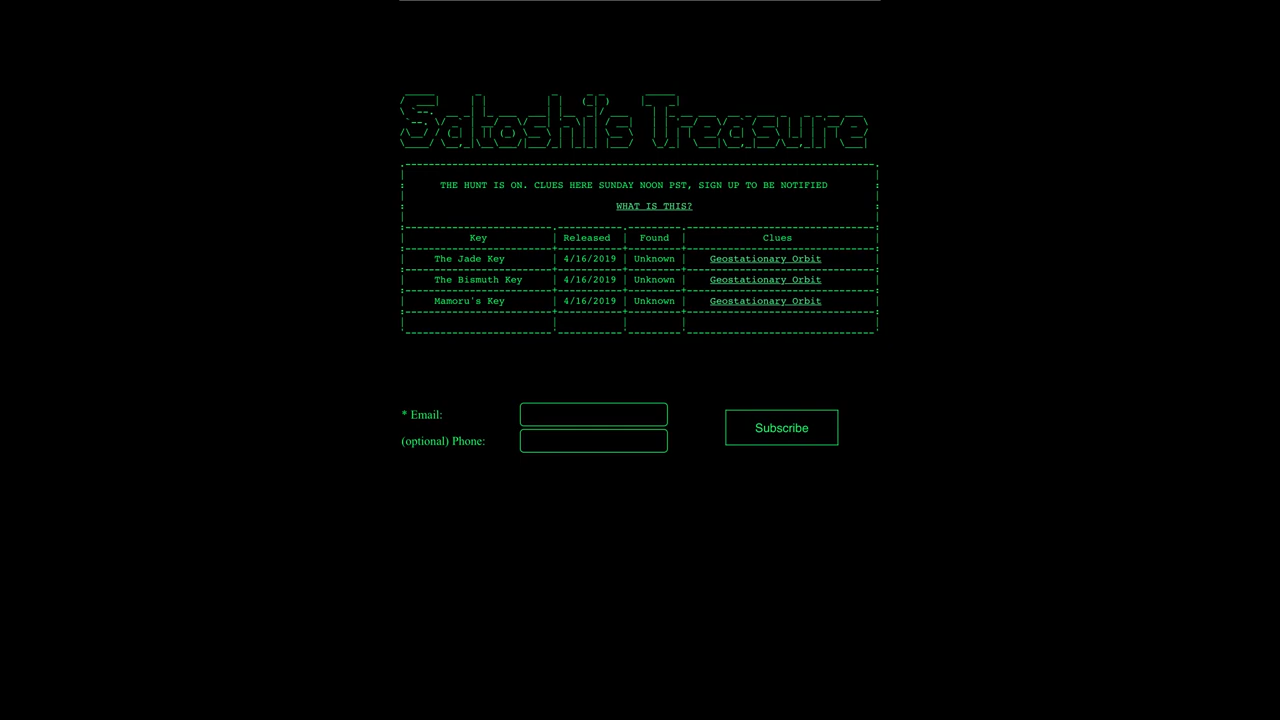 Satoshi's Treasure
THE HUNT IS ON. CLUES HERE SUNDAY NOON PST, SIGN UP TO BE NOTIFIED
WHAT IS THIS?
Key | Released | Found | Clues
The Jade Key | 4/16/2019 | Unknown | Geostationary Orbit
The Bismuth Key | 4/16/2019 | Unknown | Geostationary Orbit
Mamoru's Key | 4/16/2019 | Unknown | Geostationary Orbit
* Email:
(optional) Phone:
Subscribe